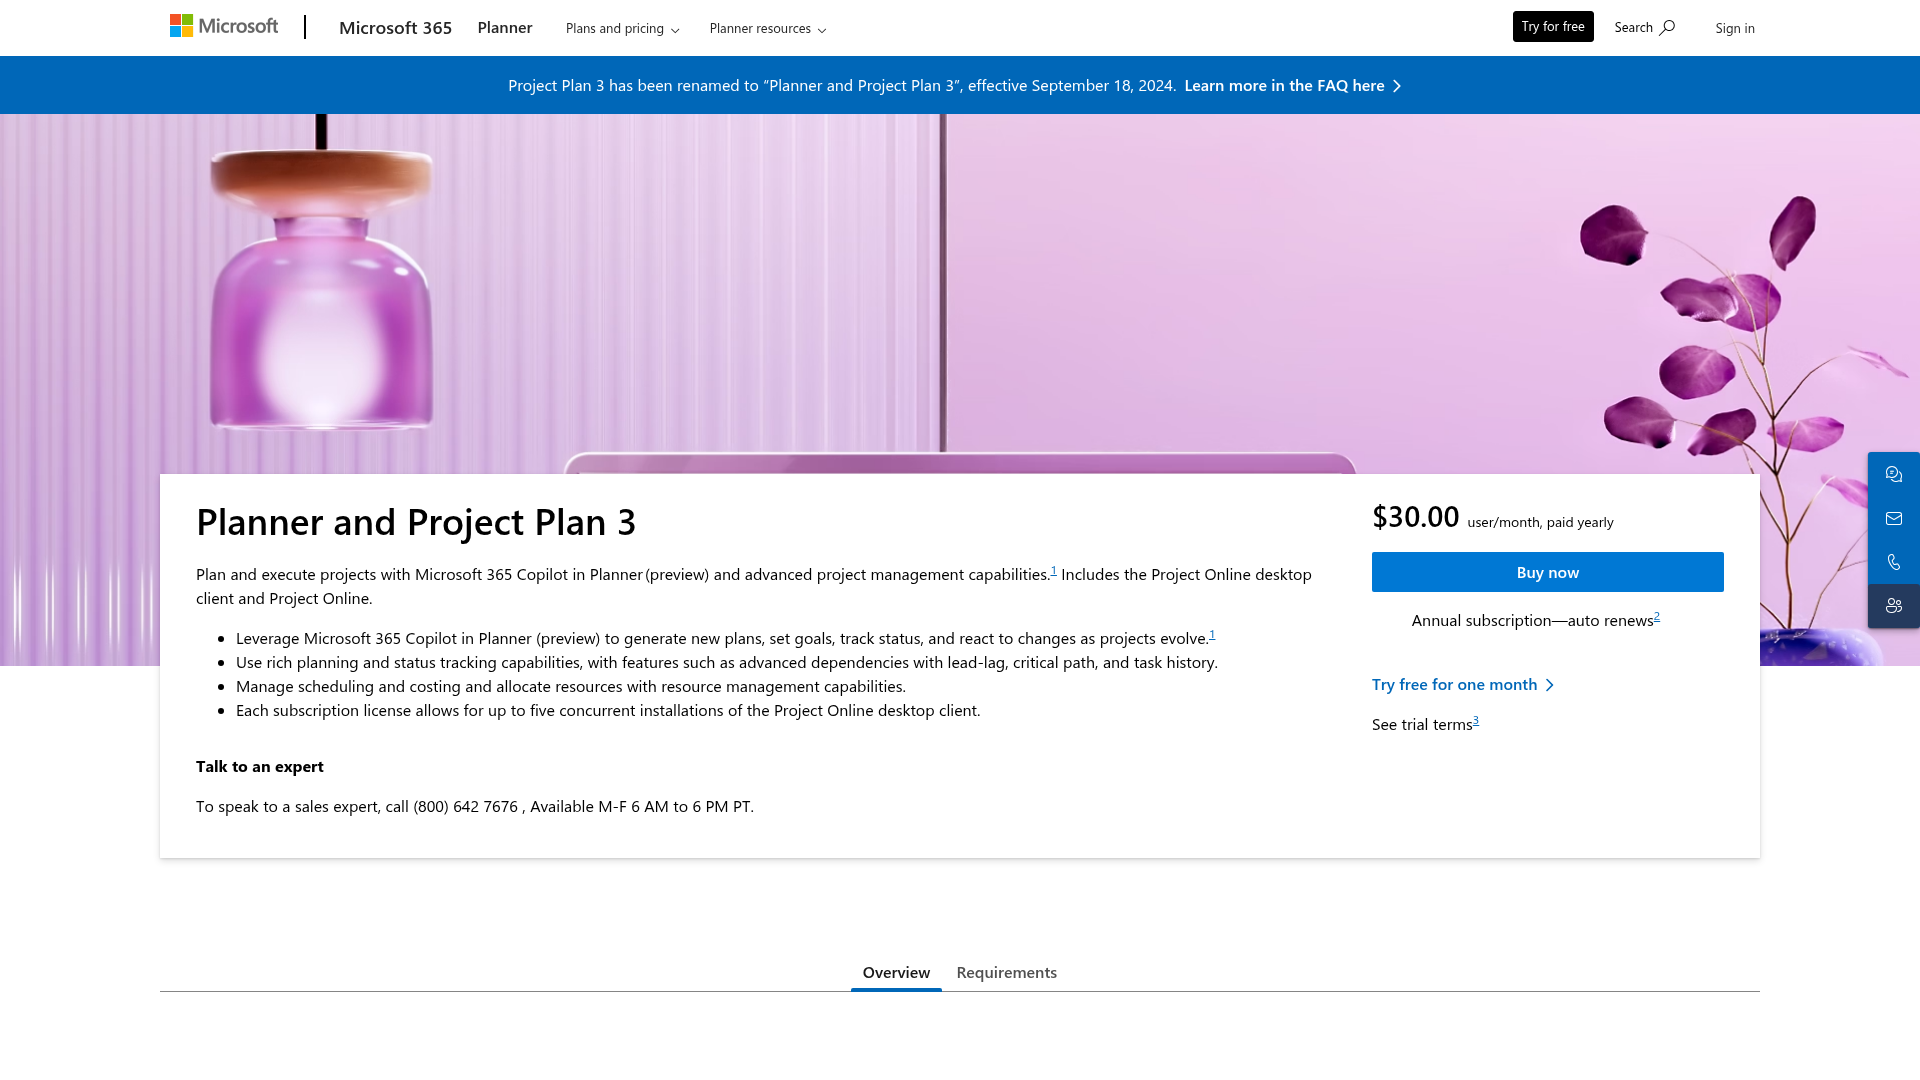 Microsoft
Microsoft 365
Planner
Plans and pricing
Planner resources
Try for free
Search
Sign in
Project Plan 3 has been renamed to “Planner and Project Plan 3”, effective September 18, 2024. Learn more in the FAQ here
Planner and Project Plan 3
Plan and execute projects with Microsoft 365 Copilot in Planner (preview) and advanced project management capabilities.1 Includes the Project Online desktop
client and Project Online.
Leverage Microsoft 365 Copilot in Planner (preview) to generate new plans, set goals, track status, and react to changes as projects evolve.1
Use rich planning and status tracking capabilities, with features such as advanced dependencies with lead-lag, critical path, and task history.
Manage scheduling and costing and allocate resources with resource management capabilities.
Each subscription license allows for up to five concurrent installations of the Project Online desktop client.
Talk to an expert
To speak to a sales expert, call (800) 642 7676 , Available M-F 6 AM to 6 PM PT.
$30.00 user/month, paid yearly
Buy now
Annual subscription—auto renews2
Try free for one month
See trial terms3
Overview
Requirements